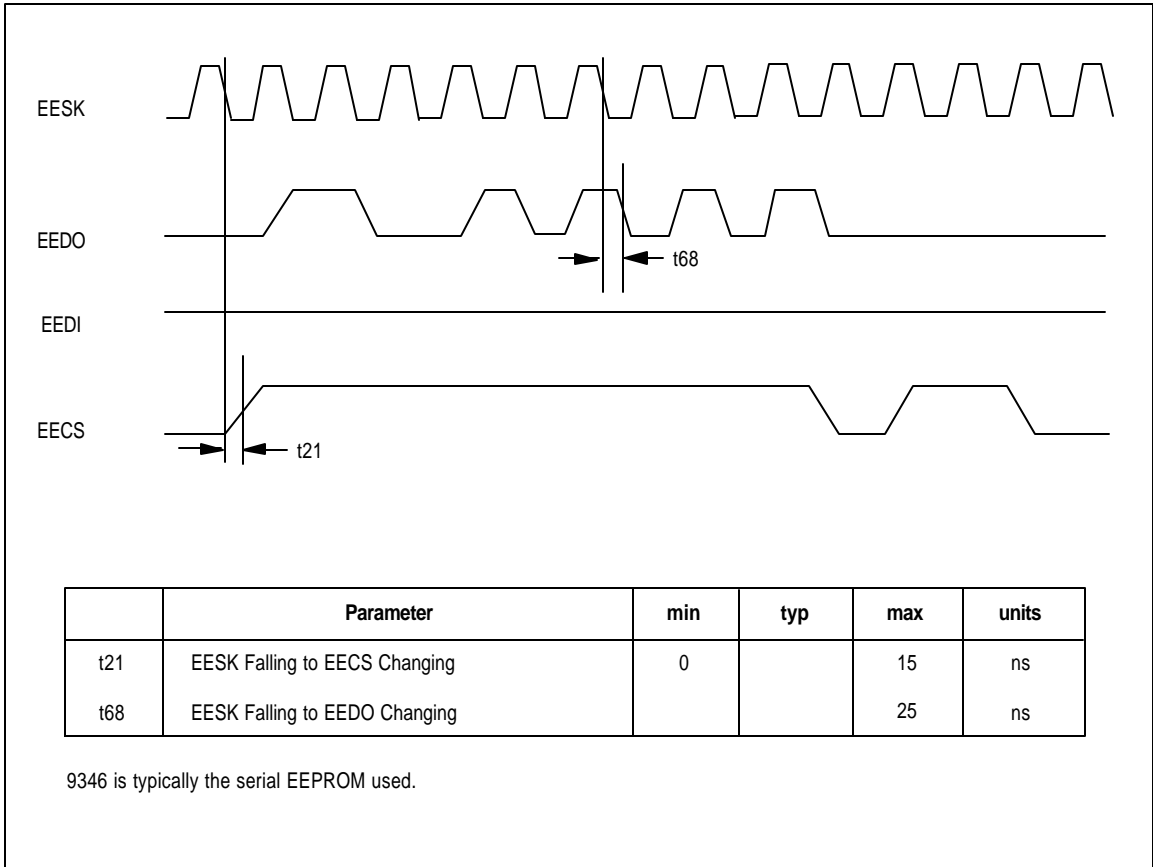 EESK
EEDO
t68
EEDI
EECS
t21
Parameter min typ max units
t21 EESK Falling to EECS Changing 0 15 ns
t68 EESK Falling to EEDO Changing 25 ns
9346 is typically the serial EEPROM used.